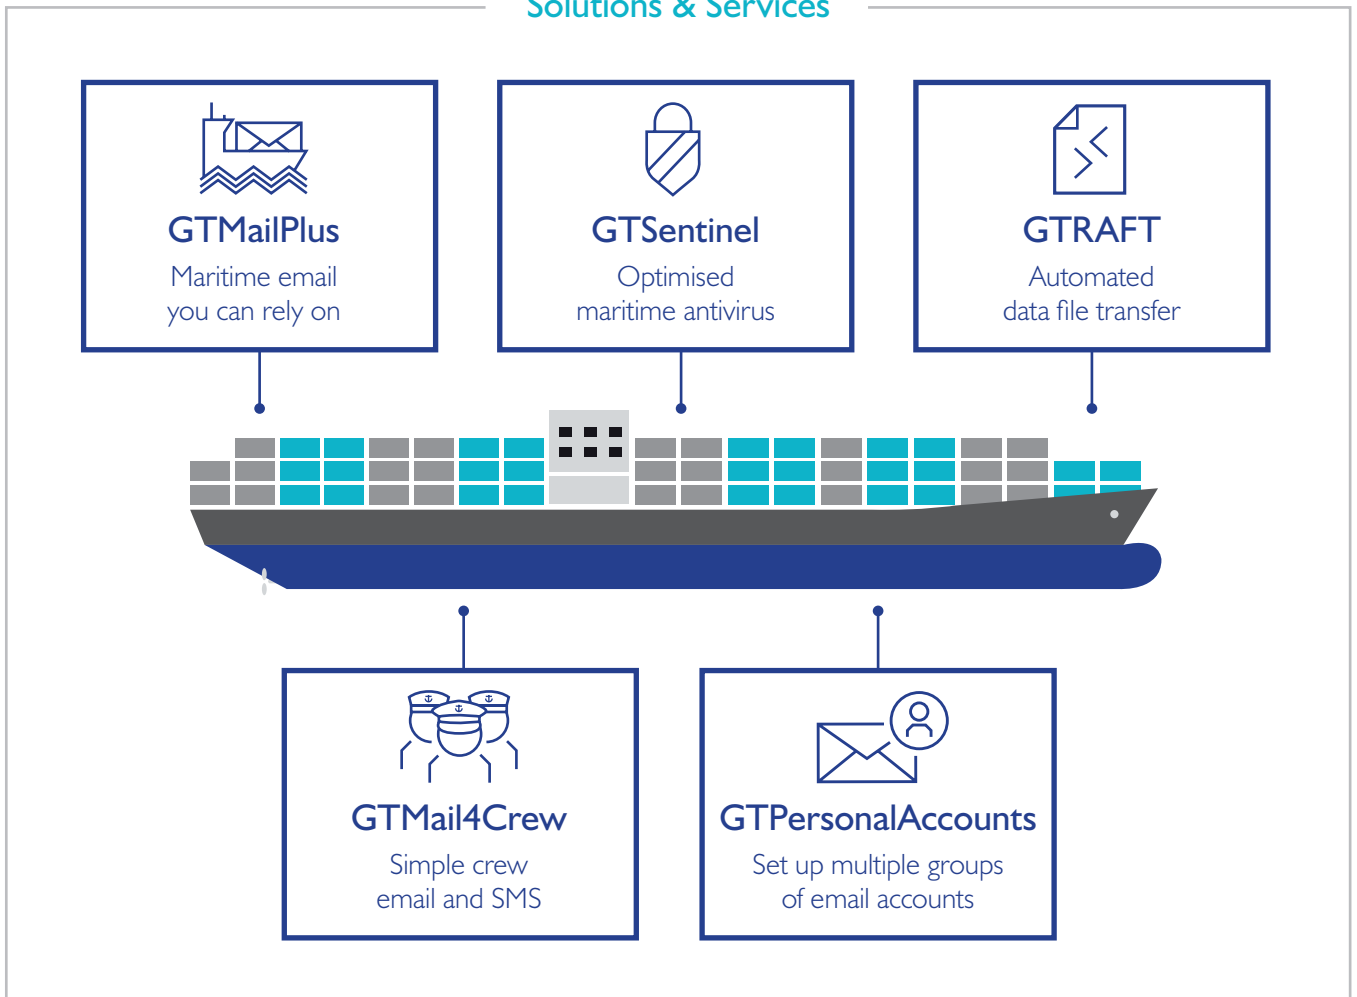 Solutions & Services
GTMailPlus
Maritime email
you can rely on
GTSentinel
Optimised
maritime antivirus
GTRAFT
Automated
data file transfer
GTMail4Crew
Simple crew
email and SMS
GTPersonalAccounts
Set up multiple groups
of email accounts